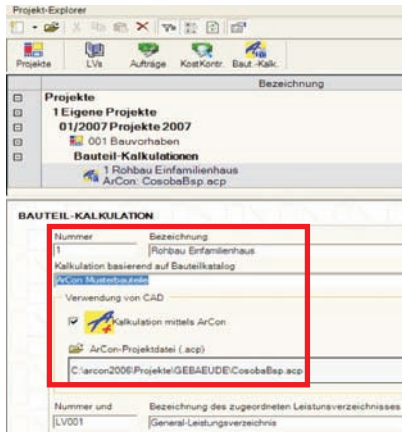 Projekt-Explorer
Projekte LVs Aufträge KostKontr. Baut.-Kalk.
Bezeichnung
Projekte
1 Eigene Projekte
01/2007 Projekte 2007
001 Bauvorhaben
Bauteil-Kalkulationen
1 Rohbau Einfamilienhaus
ArCon: CosobaBsp.acp
BAUTEIL-KALKULATION
Nummer Bezeichnung
1 Rohbau Einfamilienhaus
Kalkulation basierend auf Bauteilkatalog
ArCon Musterbauteile
Verwendung von CAD
Kalkulation mittels ArCon
ArCon-Projektdatei (.acp)
C:\arcon2006\Projekte\GEBAEUDE\CosobaBsp.acp
Nummer und Bezeichnung des zugeordneten Leistunsverzeichnisses
LV001 General-Leistungsverzeichnis